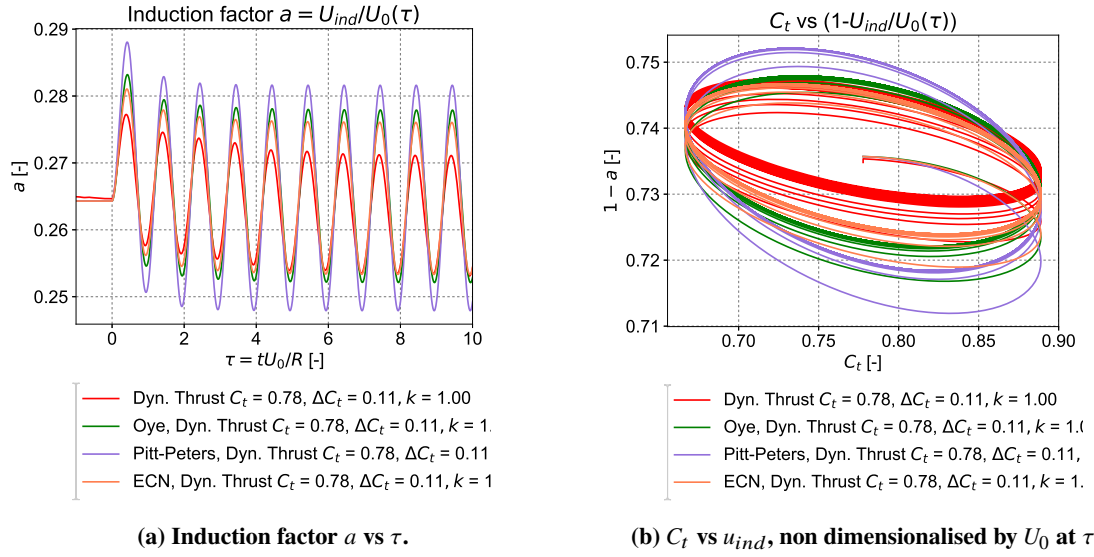 Induction factor a = U_ind/U_0(τ)
0.29
0.28
0.27
0.26
0.25
a [-]
0 2 4 6 8 10
τ = tU_0/R [-]
Dyn. Thrust C_t = 0.78, ΔC_t = 0.11, k = 1.00
Oye, Dyn. Thrust C_t = 0.78, ΔC_t = 0.11, k = 1.
Pitt-Peters, Dyn. Thrust C_t = 0.78, ΔC_t = 0.11
ECN, Dyn. Thrust C_t = 0.78, ΔC_t = 0.11, k = 1
(a) Induction factor a vs τ.
C_t vs (1-U_ind/U_0(τ))
0.75
0.74
0.73
0.72
0.71
1 − a [-]
0.70 0.75 0.80 0.85 0.90
C_t [-]
Dyn. Thrust C_t = 0.78, ΔC_t = 0.11, k = 1.00
Oye, Dyn. Thrust C_t = 0.78, ΔC_t = 0.11, k = 1.0
Pitt-Peters, Dyn. Thrust C_t = 0.78, ΔC_t = 0.11
ECN, Dyn. Thrust C_t = 0.78, ΔC_t = 0.11, k = 1.
(b) C_t vs u_ind, non dimensionalised by U_0 at τ